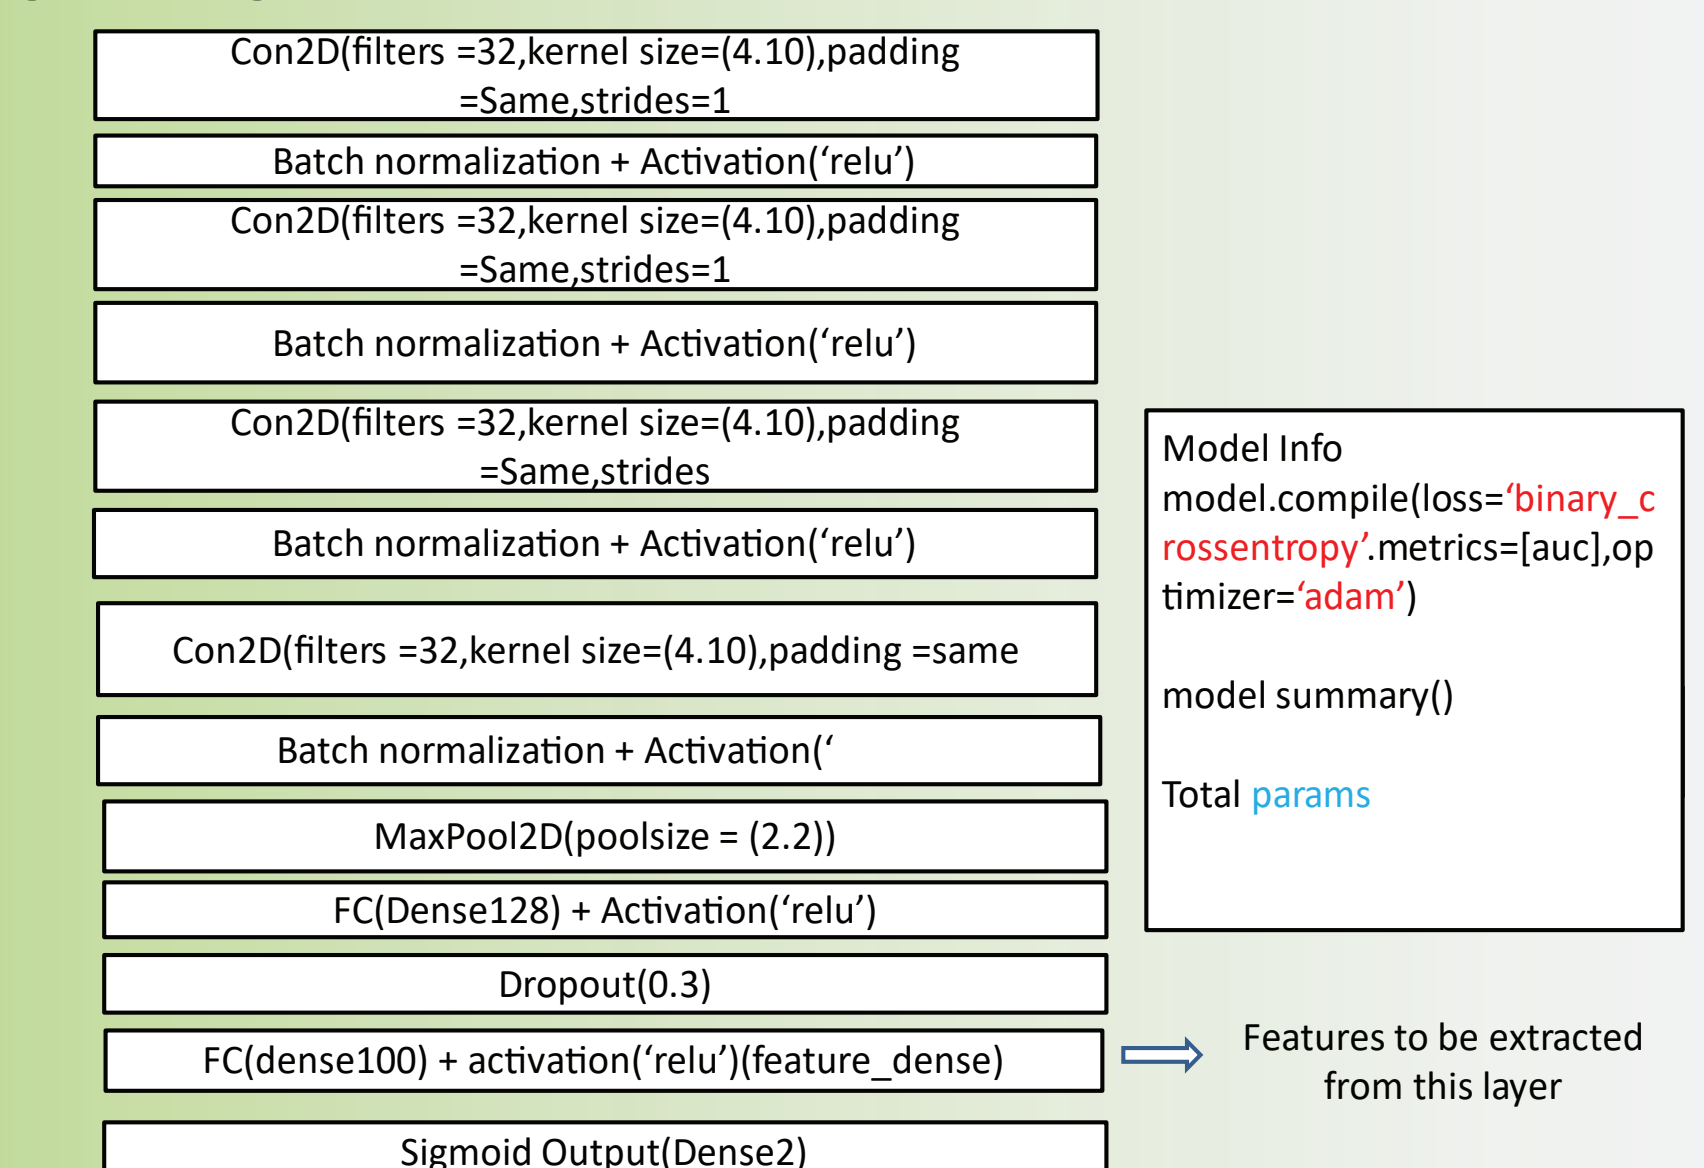 Con2D(filters =32,kernel size=(4.10),padding
=Same,strides=1
Batch normalization + Activation(‘relu’)
Con2D(filters =32,kernel size=(4.10),padding
=Same,strides=1
Batch normalization + Activation(‘relu’)
Con2D(filters =32,kernel size=(4.10),padding
=Same,strides
Batch normalization + Activation(‘relu’)
Con2D(filters =32,kernel size=(4.10),padding =same
Batch normalization + Activation(‘
MaxPool2D(poolsize = (2.2))
FC(Dense128) + Activation(‘relu’)
Dropout(0.3)
FC(dense100) + activation(‘relu’)(feature_dense)
Sigmoid Output(Dense2)
Model Info
model.compile(loss=‘binary_c
rossentropy’.metrics=[auc],op
timizer=‘adam’)
model summary()
Total params
Features to be extracted
from this layer